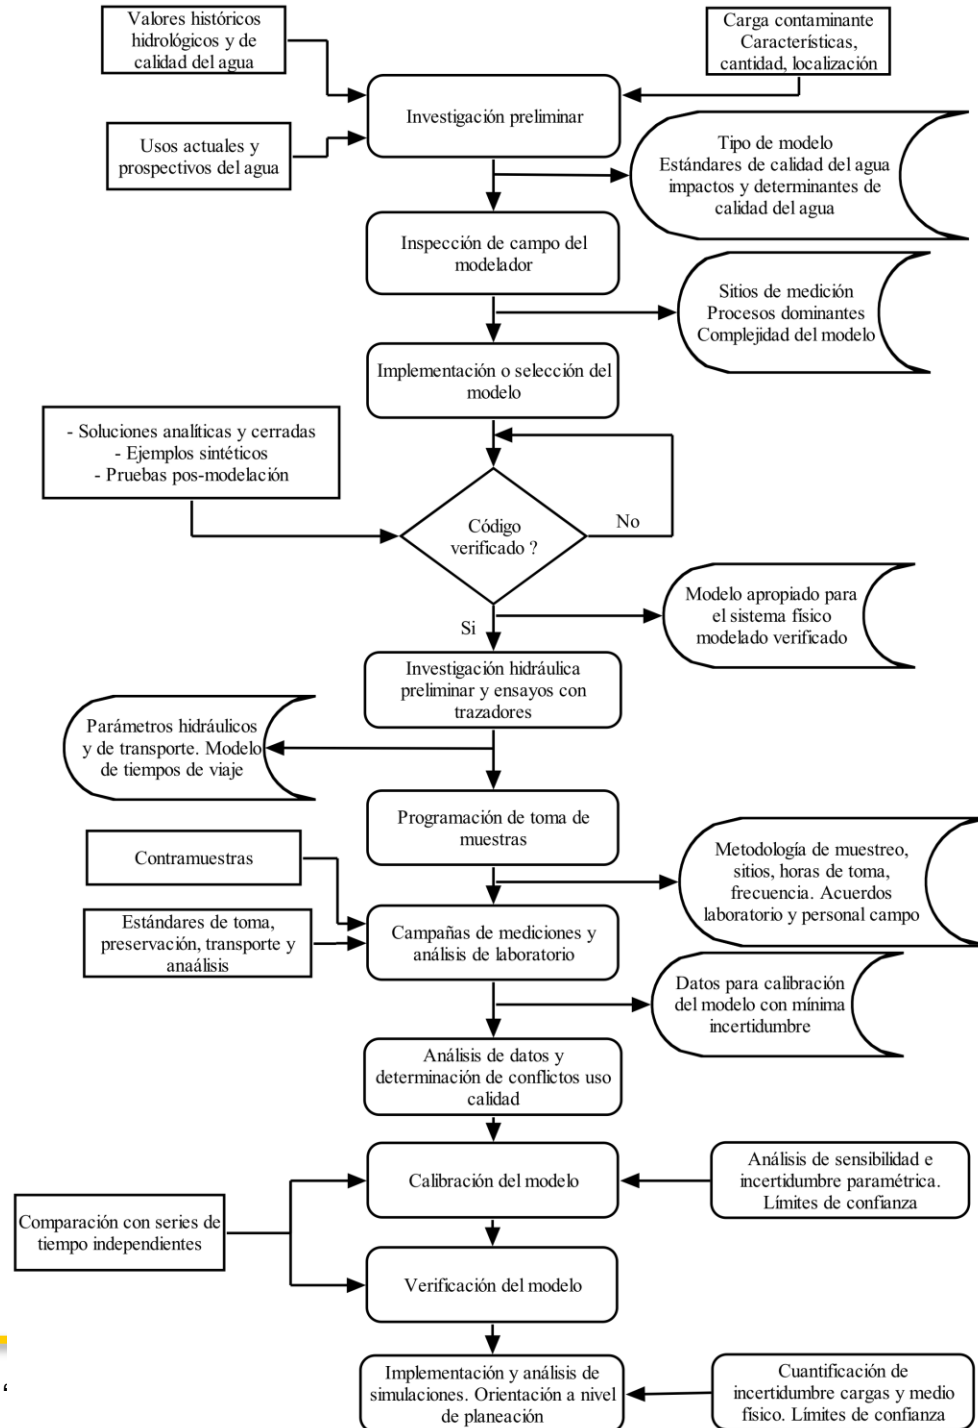 Valores históricos
hidrológicos y de
calidad del agua
Carga contaminante
Características,
cantidad, localización
Investigación preliminar
Usos actuales y
prospectivos del agua
Tipo de modelo
Estándares de calidad del agua
impactos y determinantes de
calidad del agua
Inspección de campo del
modelador
Sitios de medición
Procesos dominantes
Complejidad del modelo
Implementación o selección del
modelo
- Soluciones analíticas y cerradas
- Ejemplos sintéticos
- Pruebas pos-modelación
Código
verificado ?
No
Si
Modelo apropiado para
el sistema físico
modelado verificado
Investigación hidráulica
preliminar y ensayos con
trazadores
Parámetros hidráulicos
y de transporte. Modelo
de tiempos de viaje
Programación de toma de
muestras
Contramuestras
Metodología de muestreo,
sitios, horas de toma,
frecuencia. Acuerdos
laboratorio y personal campo
Estándares de toma,
preservación, transporte y
anaálisis
Campañas de mediciones y
análisis de laboratorio
Datos para calibración
del modelo con mínima
incertidumbre
Análisis de datos y
determinación de conflictos uso
calidad
Calibración del modelo
Análisis de sensibilidad e
incertidumbre paramétrica.
Límites de confianza
Comparación con series de
tiempo independientes
Verificación del modelo
Implementación y análisis de
simulaciones. Orientación a nivel
de planeación
Cuantificación de
incertidumbre cargas y medio
físico. Límites de confianza